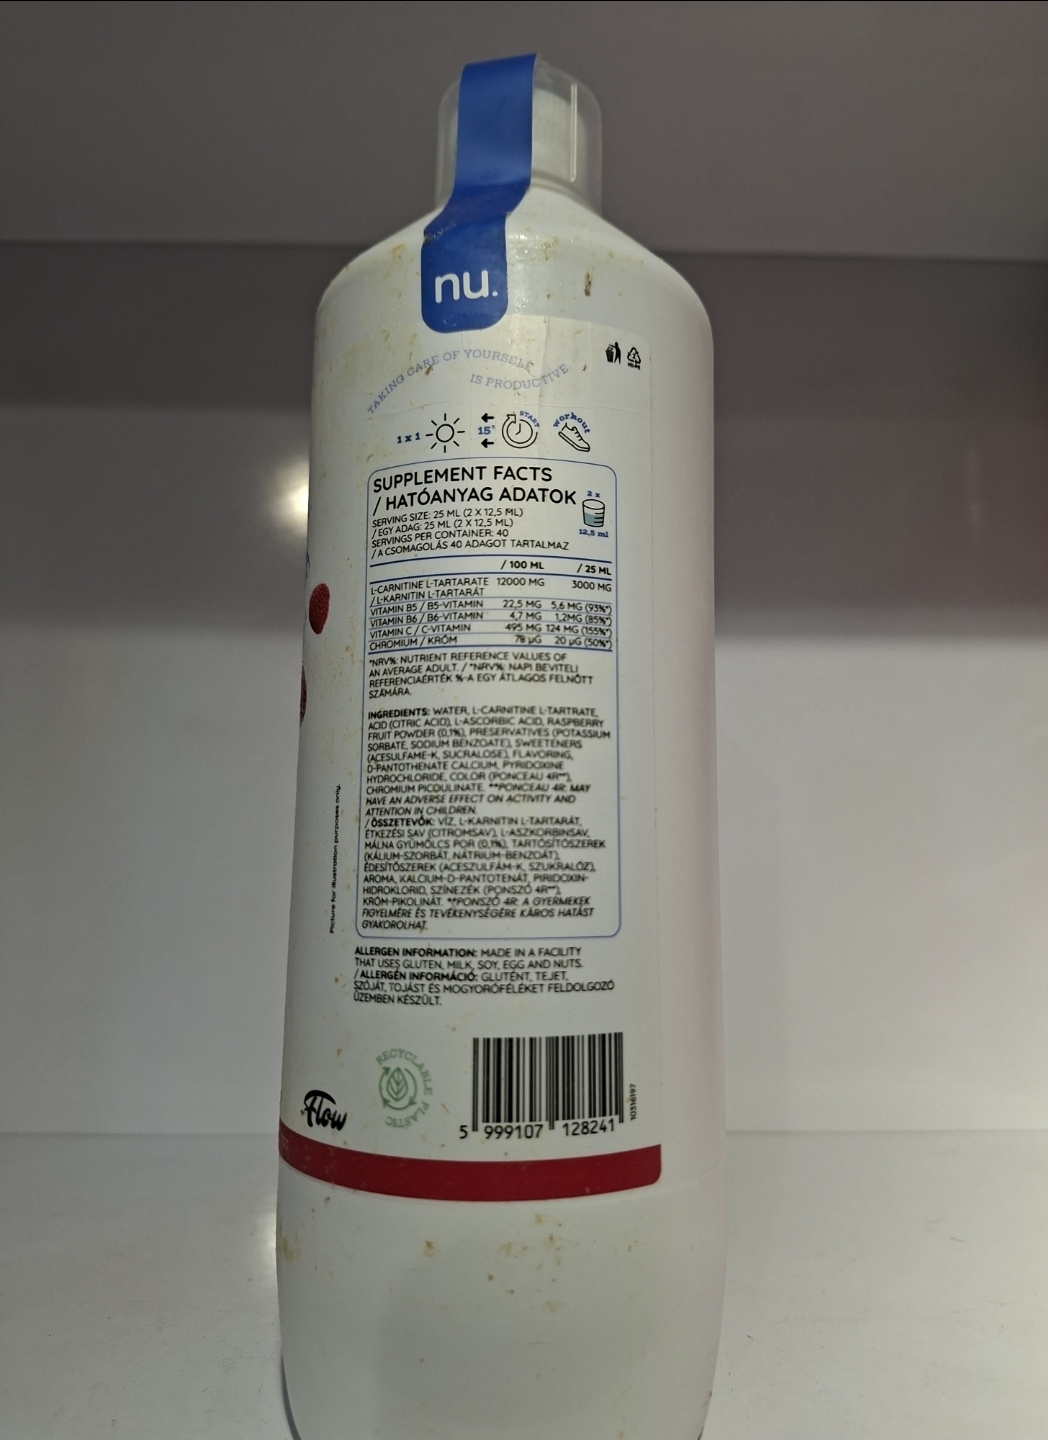 nu.
TAKING CARE OF YOURSELF
IS PRODUCTIVE
1 x 1
15'
START
workout
SUPPLEMENT FACTS
/ HATÓANYAG ADATOK
2 x
12,5 ml
SERVING SIZE: 25 ML (2 X 12,5 ML)
/ EGY ADAG: 25 ML (2 X 12,5 ML)
SERVINGS PER CONTAINER: 40
/ A CSOMAGOLÁS 40 ADAGOT TARTALMAZ
/ 100 ML / 25 ML
L-CARNITINE L-TARTARATE 12000 MG 3000 MG
/ L-KARNITIN L-TARTARÁT
VITAMIN B5 / B5-VITAMIN 22,5 MG 5,6 MG (93%*)
VITAMIN B6 / B6-VITAMIN 4,7 MG 1,2MG (85%*)
VITAMIN C / C-VITAMIN 495 MG 124 MG (155%*)
CHROMIUM / KRÓM 78 µG 20 µG (50%*)
*NRV%: NUTRIENT REFERENCE VALUES OF
AN AVERAGE ADULT. / *NRV%: NAPI BEVITELI
REFERENCIAÉRTÉK %-A EGY ÁTLAGOS FELNŐTT
SZÁMÁRA.
INGREDIENTS: WATER, L-CARNITINE L-TARTRATE,
ACID (CITRIC ACID), L-ASCORBIC ACID, RASPBERRY
FRUIT POWDER (0,1%), PRESERVATIVES (POTASSIUM
SORBATE, SODIUM BENZOATE), SWEETENERS
(ACESULFAME-K, SUCRALOSE), FLAVORING,
D-PANTOTHENATE CALCIUM, PYRIDOXINE
HYDROCHLORIDE, COLOR (PONCEAU 4R**),
CHROMIUM PICOLINATE. **PONCEAU 4R: MAY
HAVE AN ADVERSE EFFECT ON ACTIVITY AND
ATTENTION IN CHILDREN.
/ ÖSSZETEVŐK: VÍZ, L-KARNITIN L-TARTARÁT,
ÉTKEZÉSI SAV (CITROMSAV), L-ASZKORBINSAV,
MÁLNA GYÜMÖLCS POR (0,1%), TARTÓSÍTÓSZEREK
(KÁLIUM-SZORBÁT, NÁTRIUM-BENZOÁT),
ÉDESÍTŐSZEREK (ACESZULFÁM-K, SZUKRALÓZ),
AROMA, KALCIUM-D-PANTOTENÁT, PIRIDOXIN-
HIDROKLORID, SZÍNEZÉK (PONSZÓ 4R**),
KRÓM-PIKOLINÁT. **PONSZÓ 4R: A GYERMEKEK
FIGYELMÉRE ÉS TEVÉKENYSÉGÉRE KÁROS HATÁST
GYAKOROLHAT.
Picture for illustration purposes only.
ALLERGEN INFORMATION: MADE IN A FACILITY
THAT USES GLUTEN, MILK, SOY, EGG AND NUTS.
/ ALLERGÉN INFORMÁCIÓ: GLUTÉNT, TEJET,
SZÓJÁT, TOJÁST ÉS MOGYORÓFÉLÉKET FELDOLGOZÓ
ÜZEMBEN KÉSZÜLT.
RECYCLABLE PLASTIC
Flow
5 999107 128241
10316197